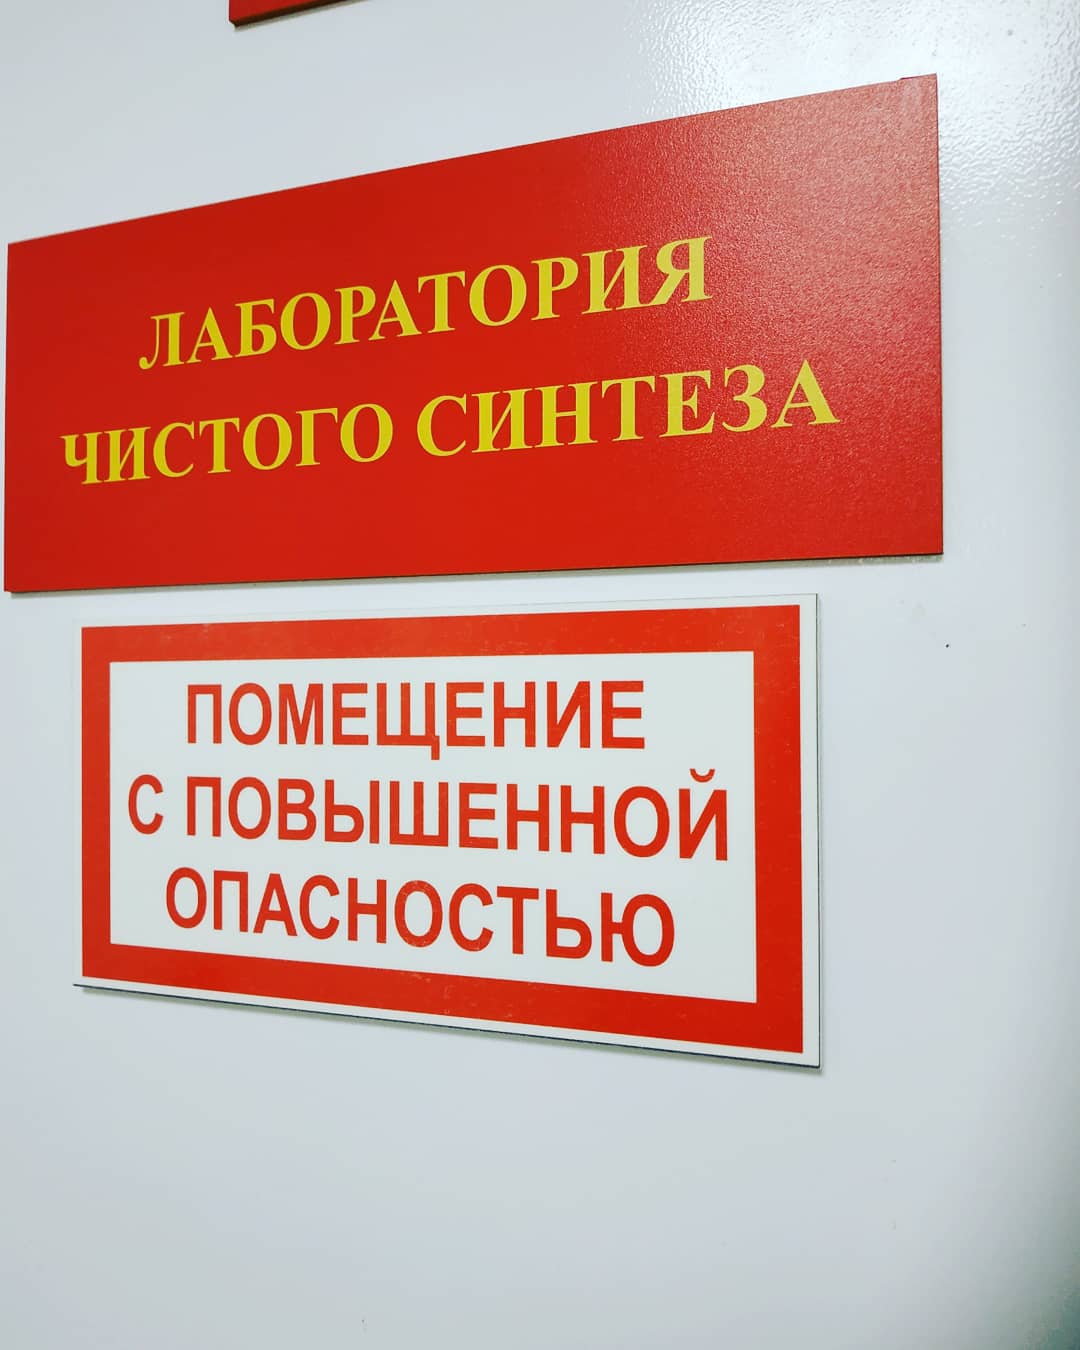 ЛАБОРАТОРИЯ
ЧИСТОГО СИНТЕЗА
ПОМЕЩЕНИЕ
С ПОВЫШЕННОЙ
ОПАСНОСТЬЮ